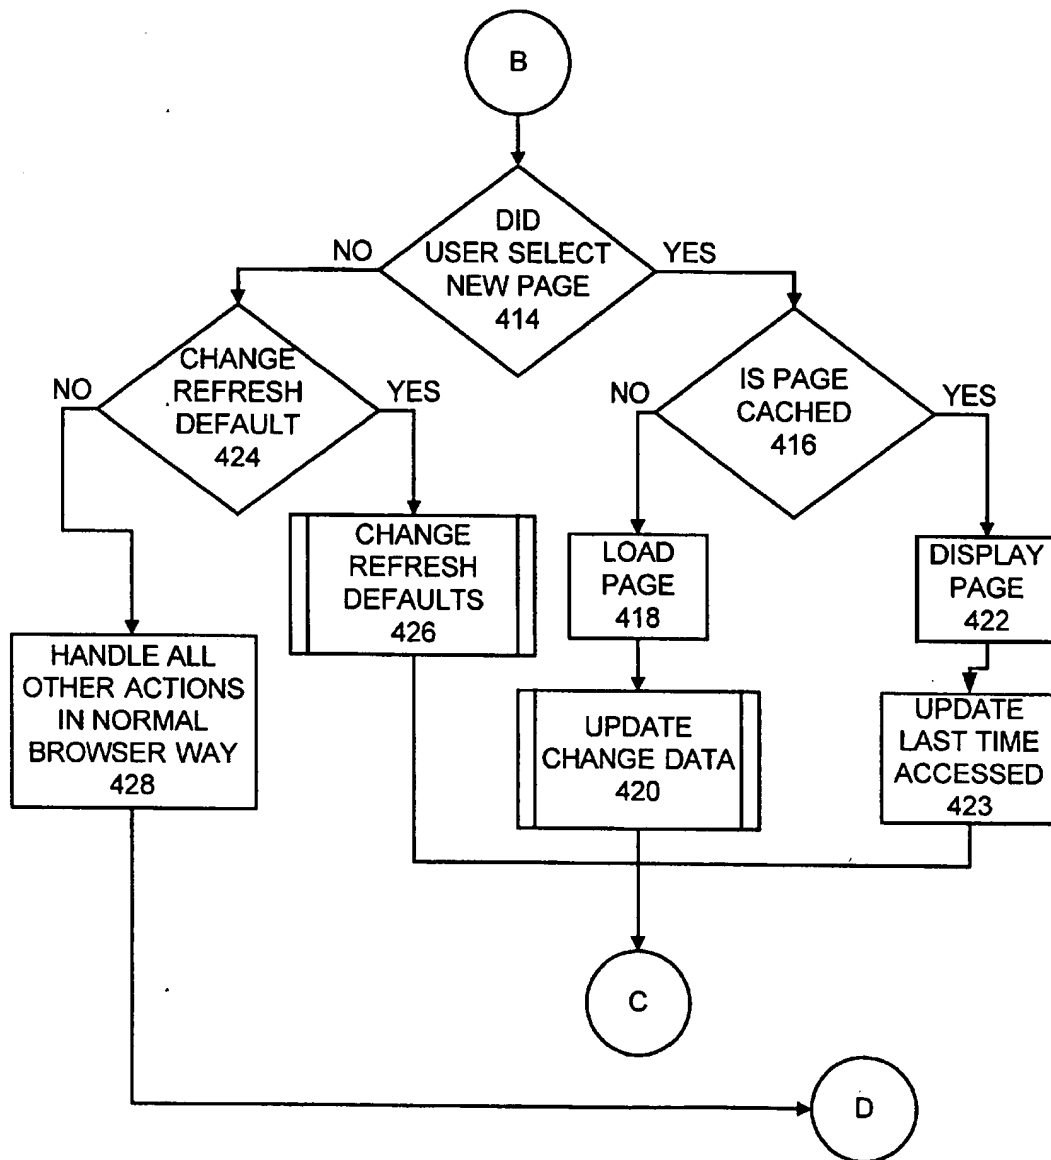 B
DID
USER SELECT
NEW PAGE
414
NO
YES
CHANGE
REFRESH
DEFAULT
424
NO
YES
IS PAGE
CACHED
416
NO
YES
CHANGE
REFRESH
DEFAULTS
426
LOAD
PAGE
418
DISPLAY
PAGE
422
HANDLE ALL
OTHER ACTIONS
IN NORMAL
BROWSER WAY
428
UPDATE
CHANGE DATA
420
UPDATE
LAST TIME
ACCESSED
423
C
D